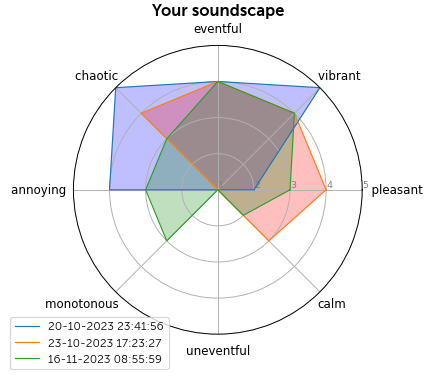 Your soundscape
eventful
chaotic vibrant
annoying 2 3 4 5 pleasant
monotonous calm
uneventful
20-10-2023 23:41:56
23-10-2023 17:23:27
16-11-2023 08:55:59